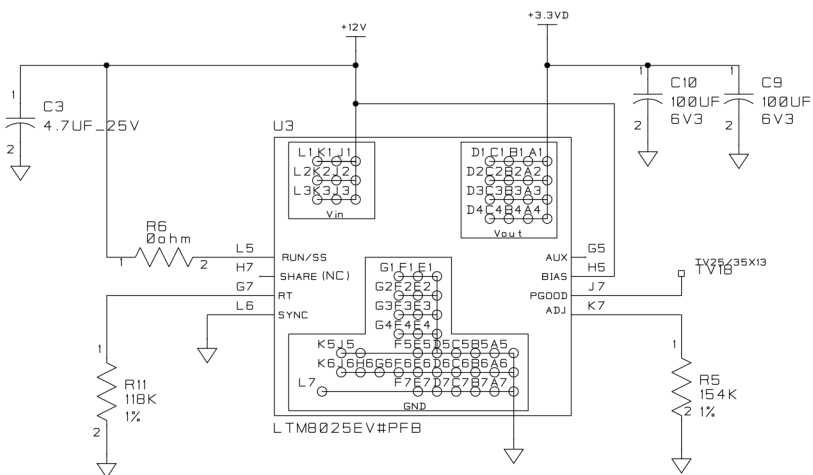 +12V
+3.3VD
1
C3
4.7UF_25V
2
1
C10
100UF
6V3
2
1
C9
100UF
6V3
2
U3
L1K1J1
L2K2J2
L3K3J3
Vin
D1C1B1A1
D2C2B2A2
D3C3B3A3
D4C4B4A4
Vout
R6
0ohm
1
2
L5
RUN/SS
H7
SHARE (NC)
G7
RT
L6
SYNC
G1F1E1
G2F2E2
G3F3E3
G4F4E4
K5J5
F5E5D5C5B5A5
K6J6H6G6F6E6D6C6B6A6
L7
F7E7D7C7B7A7
GND
AUX
G5
BIAS
H5
PGOOD
J7
ADJ
K7
TV25/35X13
TV18
1
R11
118K
1%
2
1
R5
154K
2
1%
LTM8025EV#PFB